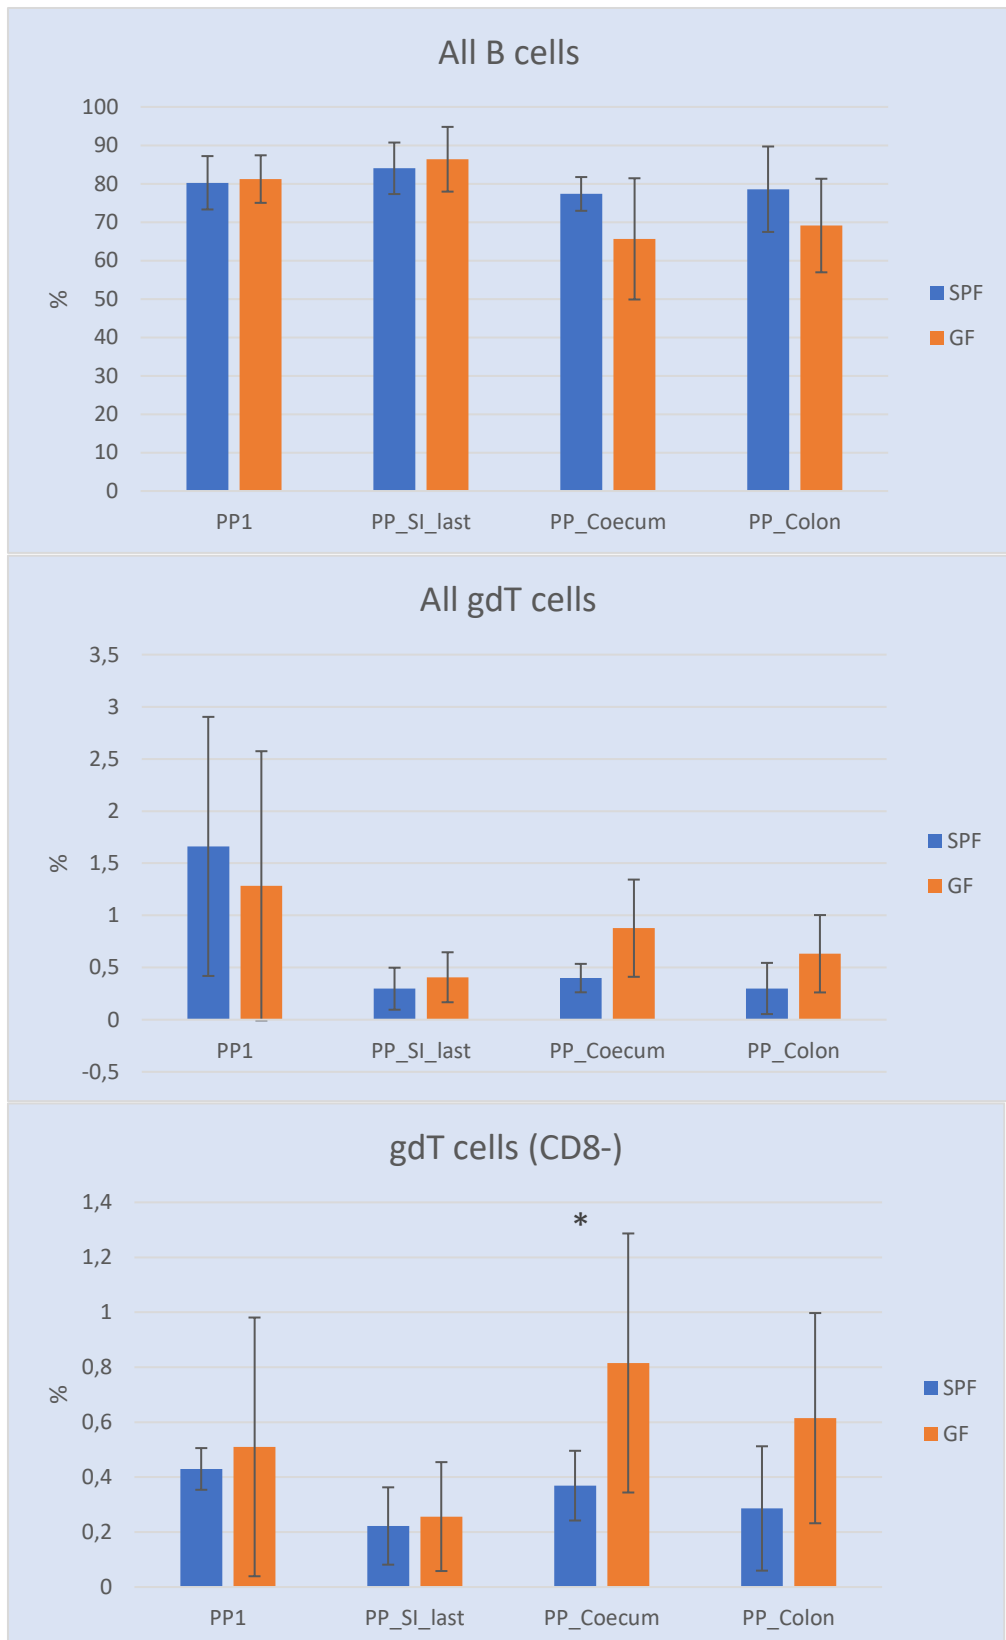 All B cells
100
90
80
70
60
50
40
30
20
10
0
%
PP1 PP_SI_last PP_Coecum PP_Colon
SPF
GF
All gdT cells
3,5
3
2,5
2
1,5
1
0,5
0
-0,5
%
PP1 PP_SI_last PP_Coecum PP_Colon
SPF
GF
gdT cells (CD8-)
1,4
1,2
1
0,8
0,6
0,4
0,2
0
%
*
PP1 PP_SI_last PP_Coecum PP_Colon
SPF
GF